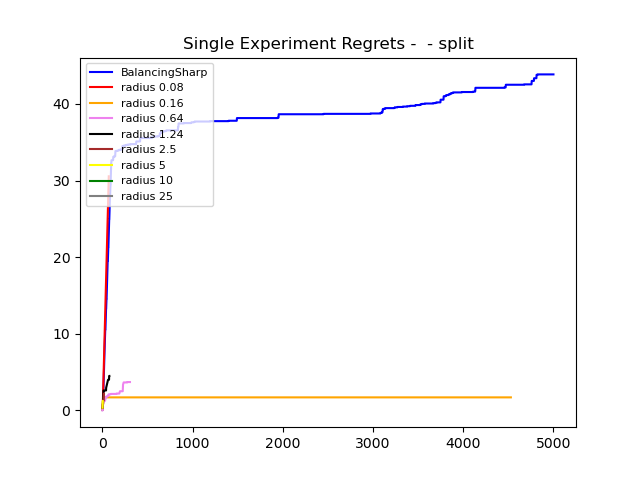 Single Experiment Regrets -  - split
BalancingSharp
radius 0.08
radius 0.16
radius 0.64
radius 1.24
radius 2.5
radius 5
radius 10
radius 25
40
30
20
10
0
0 1000 2000 3000 4000 5000